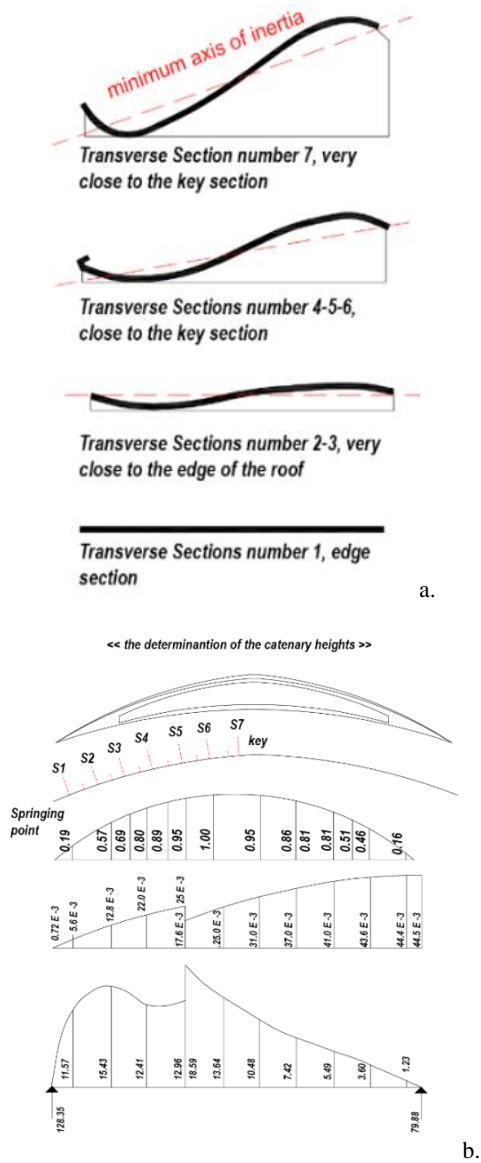 minimum axis of inertia
Transverse Section number 7, very
close to the key section
Transverse Sections number 4-5-6,
close to the key section
Transverse Sections number 2-3, very
close to the edge of the roof
Transverse Sections number 1, edge
section
a.
<< the determinantion of the catenary heights >>
S1 S2 S3 S4 S5 S6 S7
key
Springing
point
0.19 0.57 0.69 0.80 0.89 0.95 1.00 0.95 0.86 0.81 0.81 0.51 0.46 0.16
0.72 E -3 5.6 E -3 12.8 E -3 22.0 E -3 25 E -3 17.6 E -3 .25.0 E -3 31.0 E -3 37.0 E -3 41.0 E -3 43.6 E -3 44.4 E -3 44.5 E -3
11.57 15.43 12.41 12.96 18.59 13.64 10.48 7.42 5.49 3.60 1.23
128.35 79.88
b.